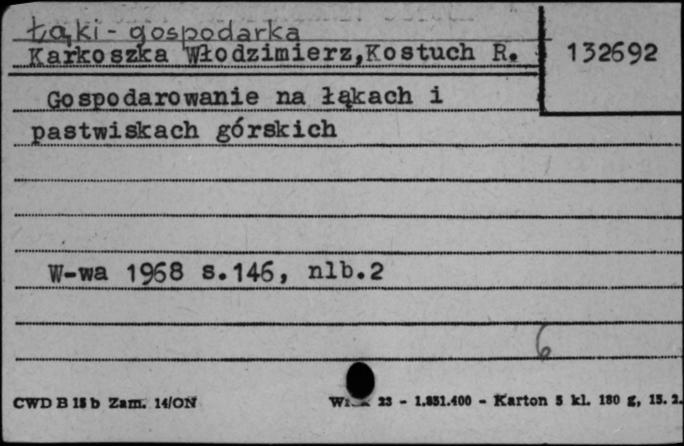 Łąki - gospodarka
Karkoszka Włodzimierz,Kostuch R. 132692
Gospodarowanie na łąkach i
pastwiskach górskich
W-wa 1968 s.146, nlb.2
6
CWD B 18 b Zam. 14/ON 23 - 1.851.400 - Karton 5 kl. 180 g, 15. 2.